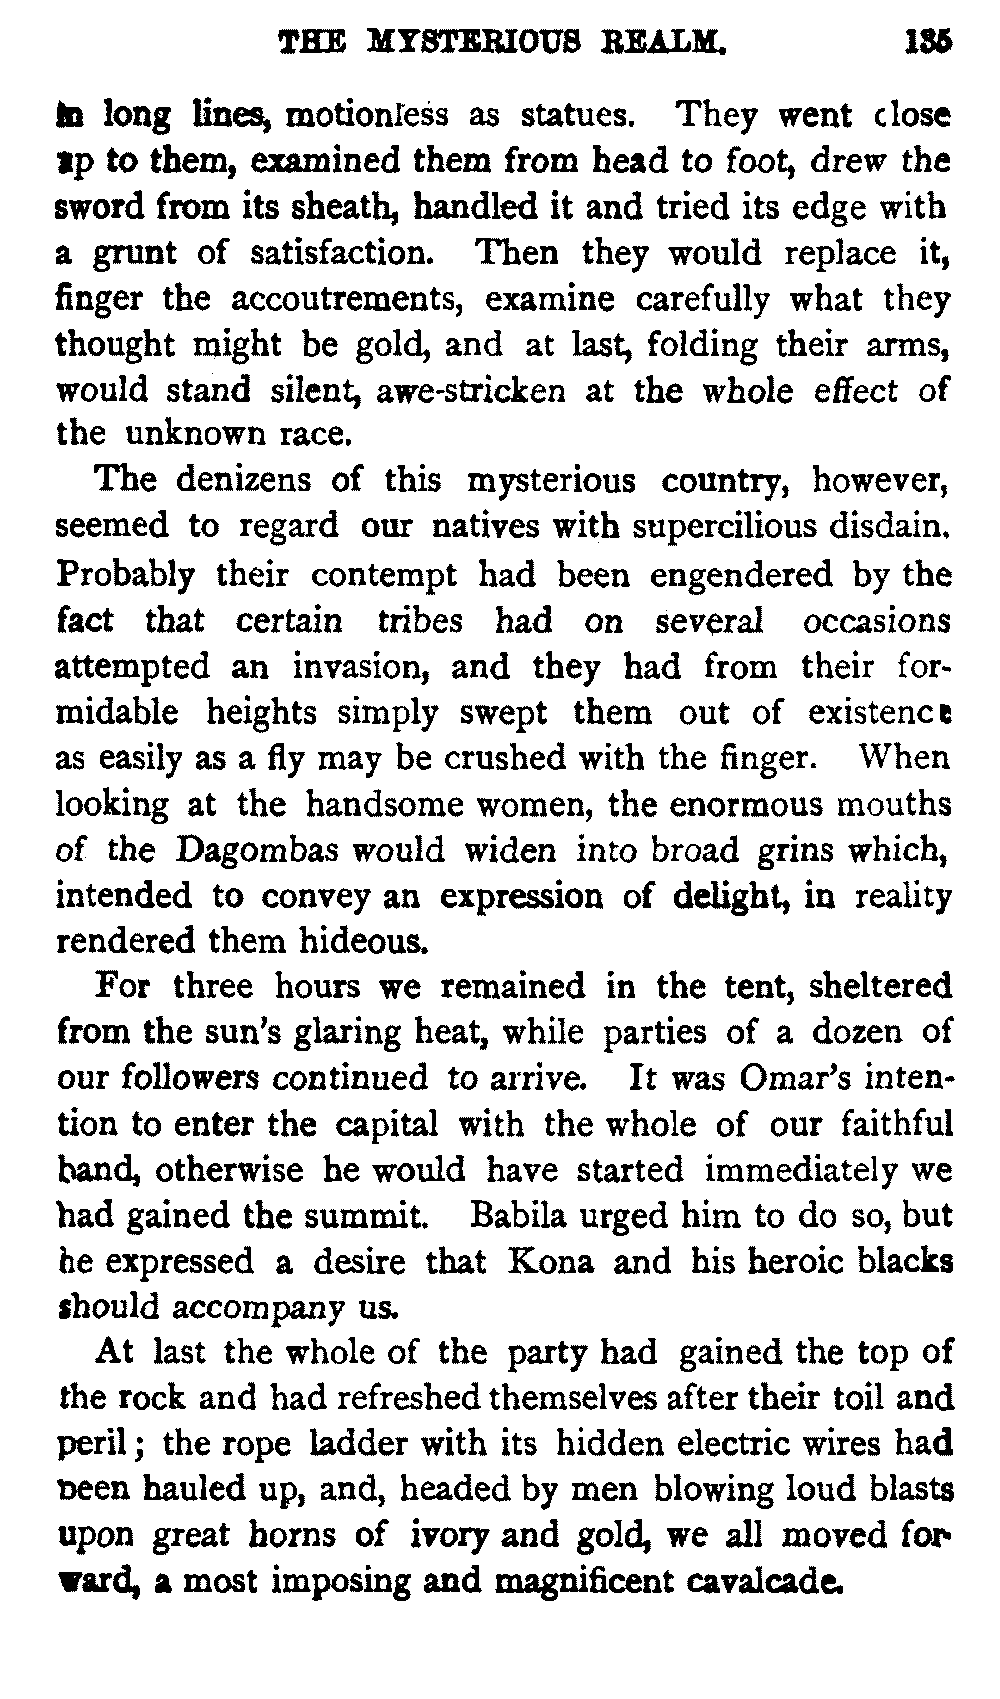 THE MYSTERIOUS REALM. 135
in long lines, motionless as statues. They went close
up to them, examined them from head to foot, drew the
sword from its sheath, handled it and tried its edge with
a grunt of satisfaction. Then they would replace it,
finger the accoutrements, examine carefully what they
thought might be gold, and at last, folding their arms,
would stand silent, awe-stricken at the whole effect of
the unknown race.
The denizens of this mysterious country, however,
seemed to regard our natives with supercilious disdain.
Probably their contempt had been engendered by the
fact that certain tribes had on several occasions
attempted an invasion, and they had from their for-
midable heights simply swept them out of existence
as easily as a fly may be crushed with the finger. When
looking at the handsome women, the enormous mouths
of the Dagombas would widen into broad grins which,
intended to convey an expression of delight, in reality
rendered them hideous.
For three hours we remained in the tent, sheltered
from the sun's glaring heat, while parties of a dozen of
our followers continued to arrive. It was Omar's inten-
tion to enter the capital with the whole of our faithful
band, otherwise he would have started immediately we
had gained the summit. Babila urged him to do so, but
he expressed a desire that Kona and his heroic blacks
should accompany us.
At last the whole of the party had gained the top of
the rock and had refreshed themselves after their toil and
peril; the rope ladder with its hidden electric wires had
been hauled up, and, headed by men blowing loud blasts
upon great horns of ivory and gold, we all moved for-
ward, a most imposing and magnificent cavalcade.